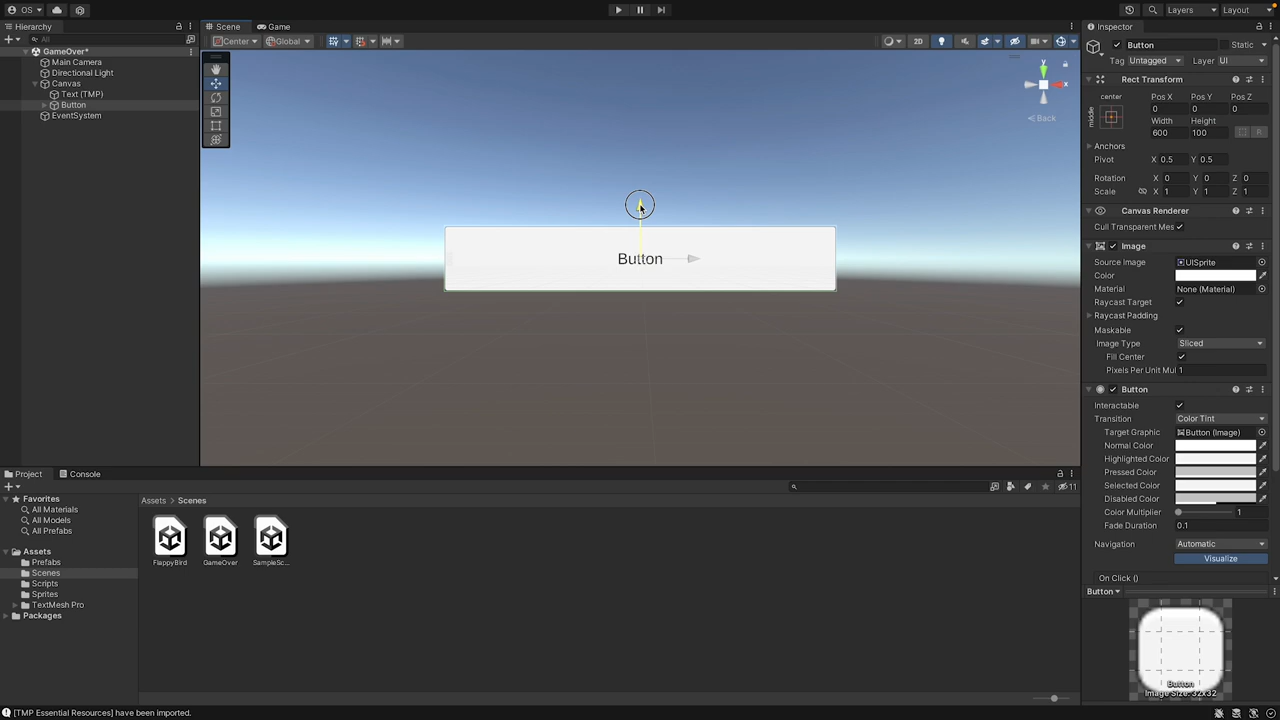 OS
Layers
Layout
Hierarchy
All
GameOver*
Main Camera
Directional Light
Canvas
Text (TMP)
Button
EventSystem
Scene
Game
Center
Global
2D
y
x
Back
Button
Inspector
Button
Static
Tag Untagged Layer UI
Rect Transform
center
middle
Pos X Pos Y Pos Z
0 0 0
Width Height
600 100
R
Anchors
Pivot X 0.5 Y 0.5
Rotation X 0 Y 0 Z 0
Scale X 1 Y 1 Z 1
Canvas Renderer
Cull Transparent Mes
Image
Source Image UISprite
Color
Material None (Material)
Raycast Target
Raycast Padding
Maskable
Image Type Sliced
Fill Center
Pixels Per Unit Mul 1
Button
Interactable
Transition Color Tint
Target Graphic Button (Image)
Normal Color
Highlighted Color
Pressed Color
Selected Color
Disabled Color
Color Multiplier 1
Fade Duration 0.1
Navigation Automatic
Visualize
On Click ()
Button
Button
Image Size: 32x32
Project
Console
11
Favorites
All Materials
All Models
All Prefabs
Assets
Prefabs
Scenes
Scripts
Sprites
TextMesh Pro
Packages
Assets > Scenes
FlappyBird
GameOver
SampleSc...
[TMP Essential Resources] have been imported.